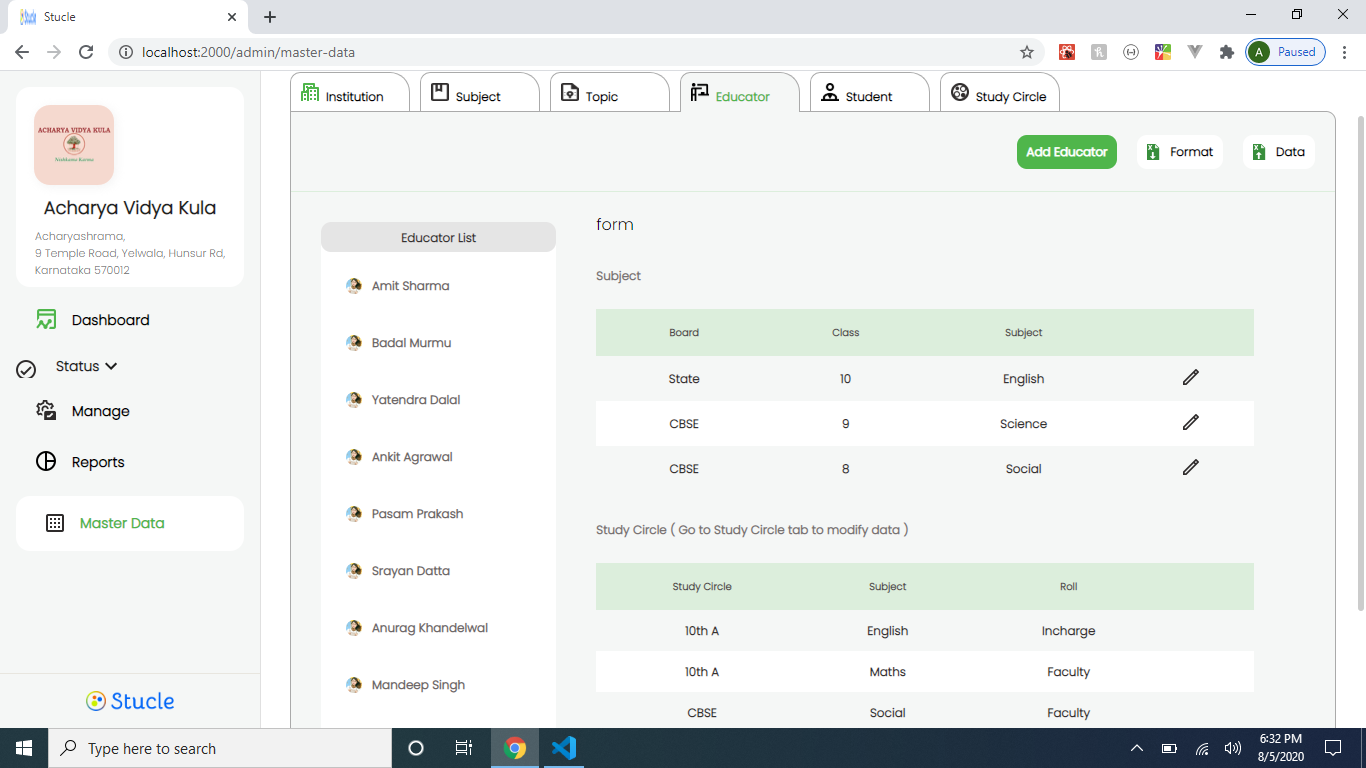 Stucle
localhost:2000/admin/master-data
A Paused
ACHARYA VIDYA KULA
Nishkama Karma
Acharya Vidya Kula
Acharyashrama,
9 Temple Road, Yelwala, Hunsur Rd,
Karnataka 570012
Dashboard
Status
Manage
Reports
Master Data
Stucle
Institution Subject Topic Educator Student Study Circle
Add Educator Format Data
Educator List
Amit Sharma
Badal Murmu
Yatendra Dalal
Ankit Agrawal
Pasam Prakash
Srayan Datta
Anurag Khandelwal
Mandeep Singh
form
Subject
Board Class Subject
State 10 English
CBSE 9 Science
CBSE 8 Social
Study Circle ( Go to Study Circle tab to modify data )
Study Circle Subject Roll
10th A English Incharge
10th A Maths Faculty
CBSE Social Faculty
Type here to search
6:32 PM
8/5/2020